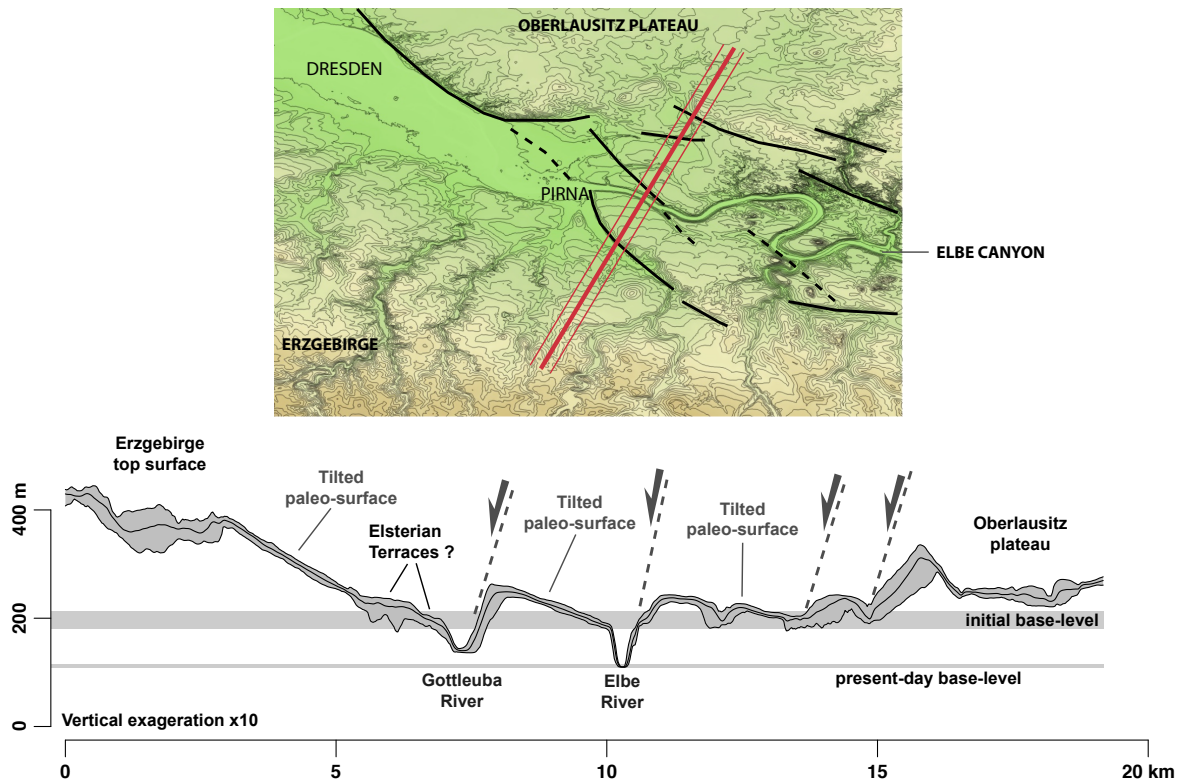 OBERLAUSITZ PLATEAU
DRESDEN
PIRNA
ELBE CANYON
ERZGEBIRGE
Erzgebirge
top surface
Tilted
paleo-surface
Elsterian
Terraces ?
Tilted
paleo-surface
Tilted
paleo-surface
Oberlausitz
plateau
400 m
200
0
initial base-level
present-day base-level
Gottleuba
River
Elbe
River
Vertical exageration x10
0
5
10
15
20 km